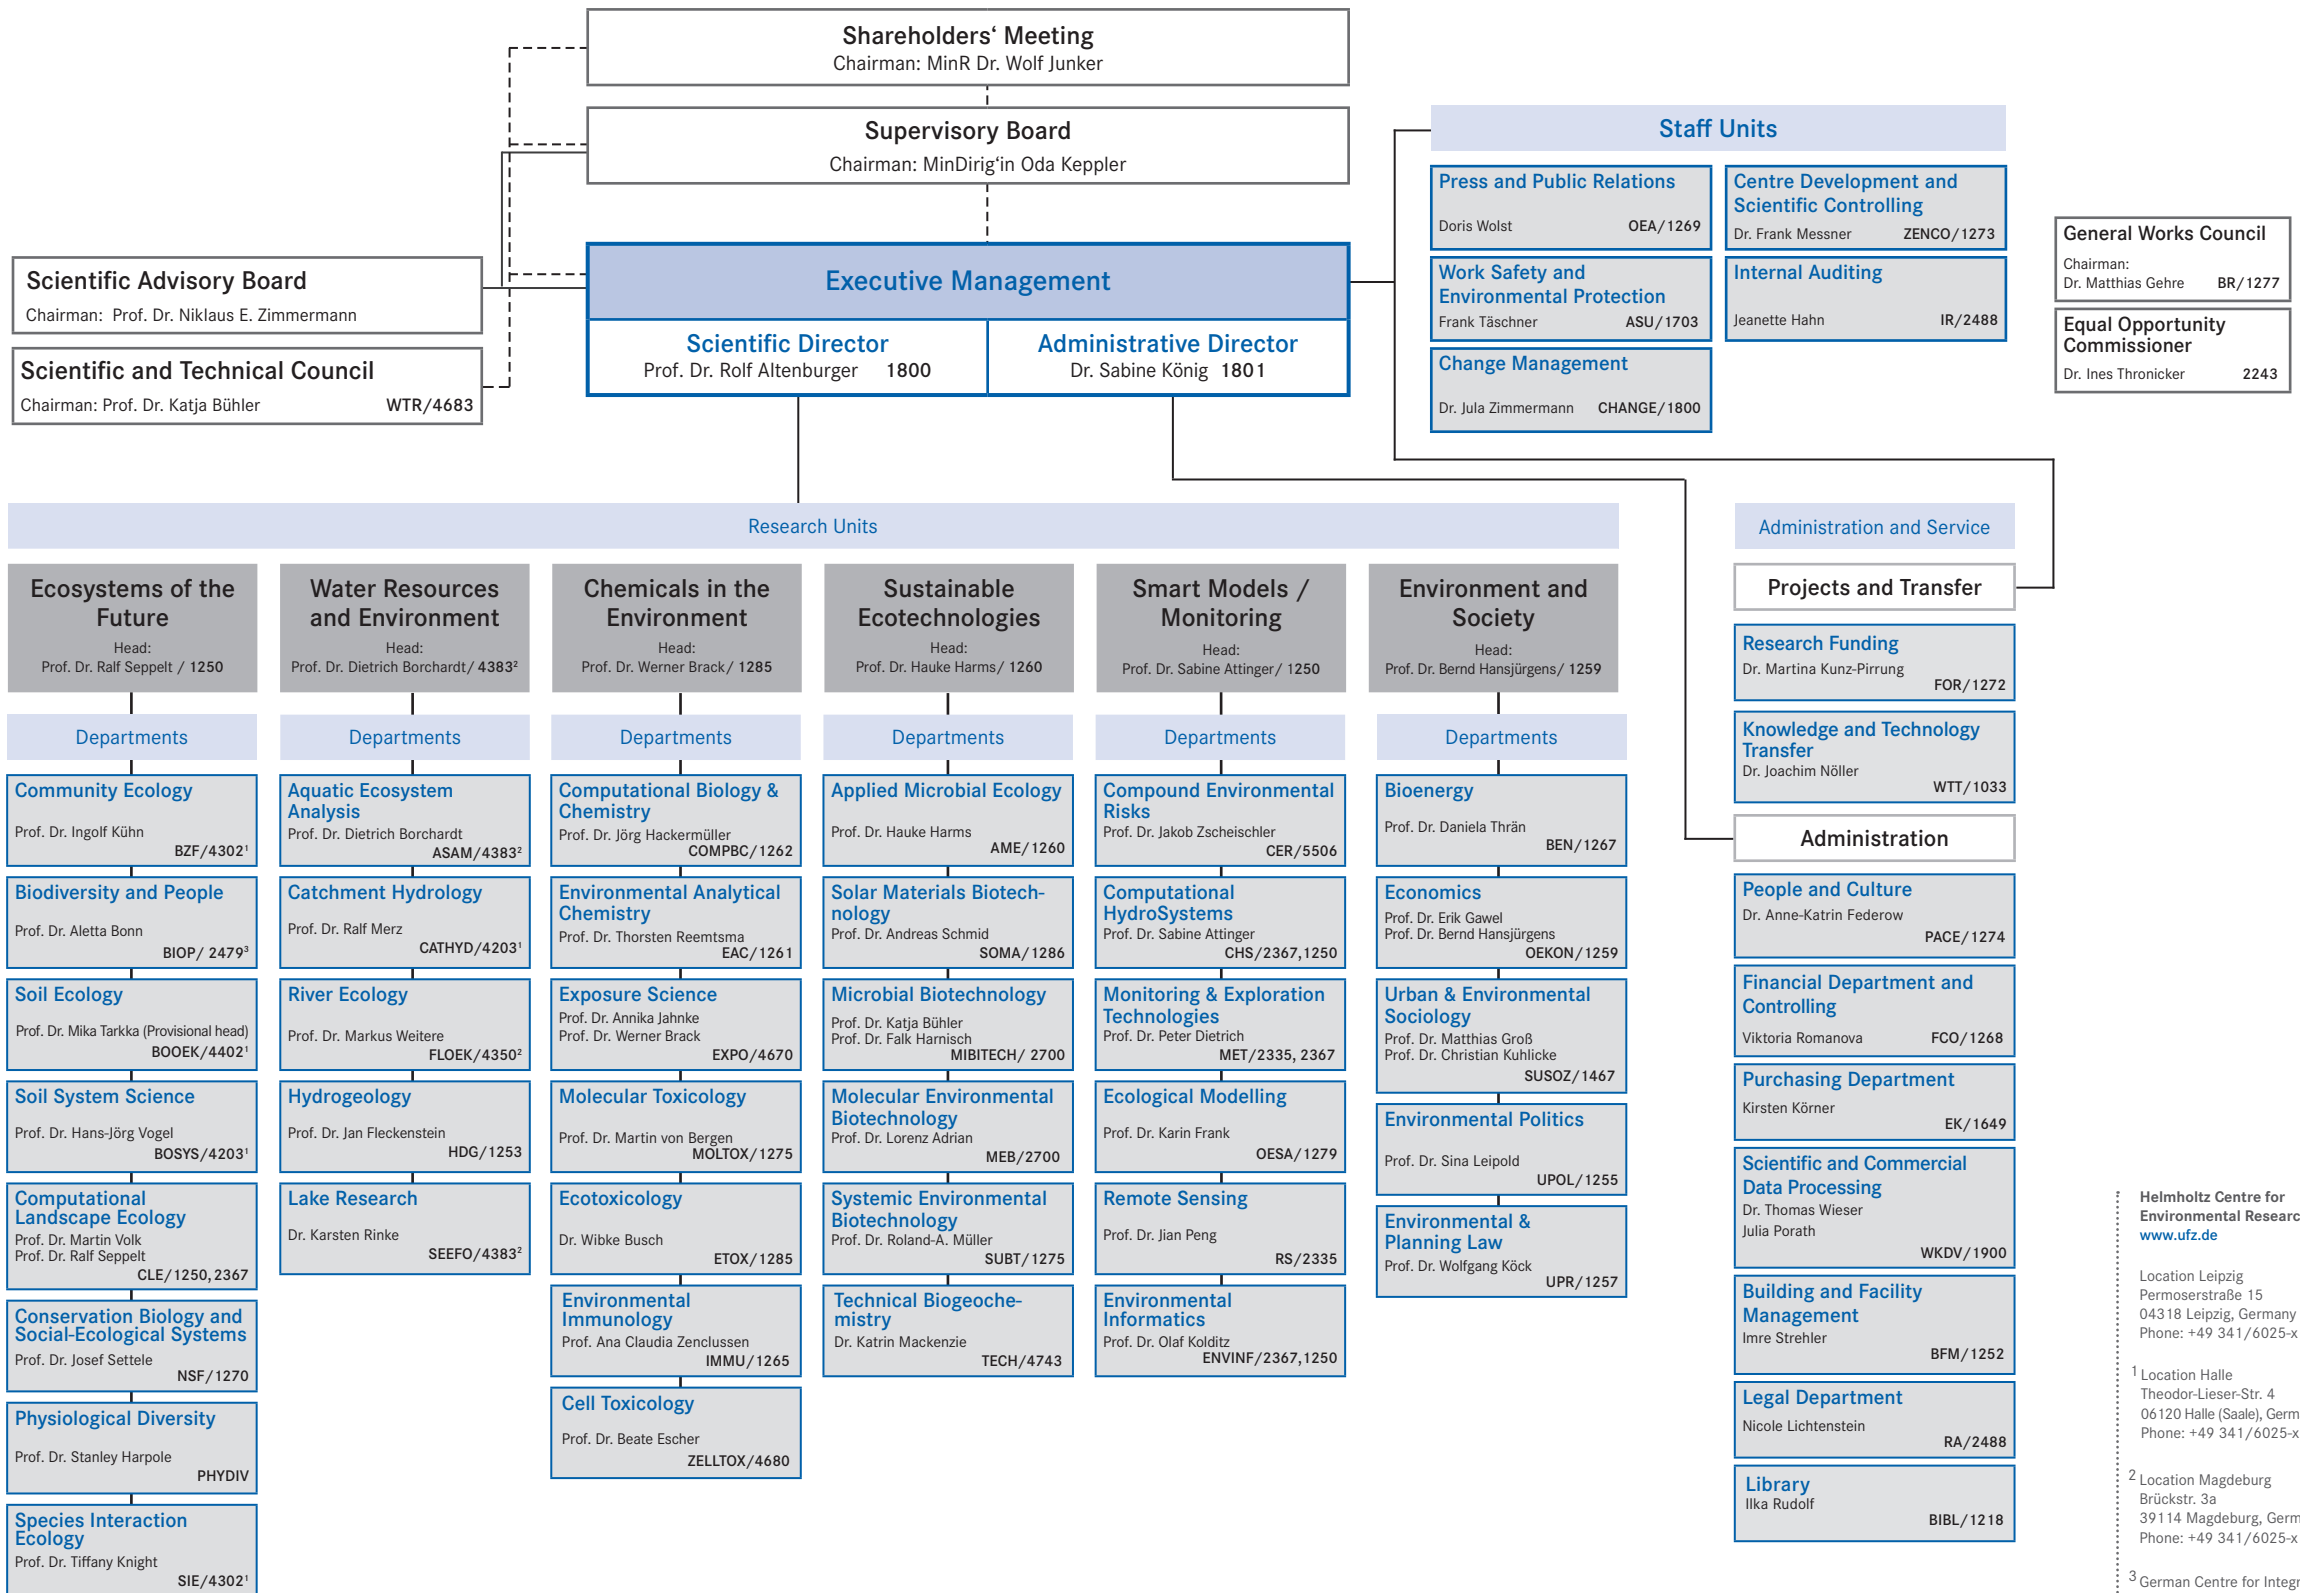 Shareholders‘ Meeting
Chairman: MinR Dr. Wolf Junker
Supervisory Board
Chairman: MinDirig‘in Oda Keppler
Scientific Advisory Board
Chairman: Prof. Dr. Niklaus E. Zimmermann
Scientific and Technical Council
Chairman: Prof. Dr. Katja Bühler WTR/4683
Executive Management
Scientific Director
Prof. Dr. Rolf Altenburger 1800
Administrative Director
Dr. Sabine König 1801
Staff Units
Press and Public Relations
Doris Wolst OEA/1269
Centre Development and
Scientific Controlling
Dr. Frank Messner ZENCO/1273
Work Safety and
Environmental Protection
Frank Täschner ASU/1703
Internal Auditing
Jeanette Hahn IR/2488
Change Management
Dr. Jula Zimmermann CHANGE/1800
General Works Council
Chairman:
Dr. Matthias Gehre BR/1277
Equal Opportunity
Commissioner
Dr. Ines Thronicker 2243
Research Units
Ecosystems of the
Future
Head:
Prof. Dr. Ralf Seppelt / 1250
Departments
Community Ecology
Prof. Dr. Ingolf Kühn
BZF/4302¹
Biodiversity and People
Prof. Dr. Aletta Bonn
BIOP/ 2479³
Soil Ecology
Prof. Dr. Mika Tarkka (Provisional head)
BOOEK/4402¹
Soil System Science
Prof. Dr. Hans-Jörg Vogel
BOSYS/4203¹
Computational
Landscape Ecology
Prof. Dr. Martin Volk
Prof. Dr. Ralf Seppelt
CLE/1250,2367
Conservation Biology and
Social-Ecological Systems
Prof. Dr. Josef Settele
NSF/1270
Physiological Diversity
Prof. Dr. Stanley Harpole
PHYDIV
Species Interaction
Ecology
Prof. Dr. Tiffany Knight
SIE/4302¹
Water Resources
and Environment
Head:
Prof. Dr. Dietrich Borchardt/ 4383²
Departments
Aquatic Ecosystem
Analysis
Prof. Dr. Dietrich Borchardt
ASAM/4383²
Catchment Hydrology
Prof. Dr. Ralf Merz
CATHYD/4203¹
River Ecology
Prof. Dr. Markus Weitere
FLOEK/4350²
Hydrogeology
Prof. Dr. Jan Fleckenstein
HDG/1253
Lake Research
Dr. Karsten Rinke
SEEFO/4383²
Chemicals in the
Environment
Head:
Prof. Dr. Werner Brack/ 1285
Departments
Computational Biology &
Chemistry
Prof. Dr. Jörg Hackermüller
COMPBC/1262
Environmental Analytical
Chemistry
Prof. Dr. Thorsten Reemtsma
EAC/1261
Exposure Science
Prof. Dr. Annika Jahnke
Prof. Dr. Werner Brack
EXPO/4670
Molecular Toxicology
Prof. Dr. Martin von Bergen
MOLTOX/1275
Ecotoxicology
Dr. Wibke Busch
ETOX/1285
Environmental
Immunology
Prof. Ana Claudia Zenclussen
IMMU/1265
Cell Toxicology
Prof. Dr. Beate Escher
ZELLTOX/4680
Sustainable
Ecotechnologies
Head:
Prof. Dr. Hauke Harms/ 1260
Departments
Applied Microbial Ecology
Prof. Dr. Hauke Harms
AME/1260
Solar Materials Biotech-
nology
Prof. Dr. Andreas Schmid
SOMA/1286
Microbial Biotechnology
Prof. Dr. Katja Bühler
Prof. Dr. Falk Harnisch
MIBITECH/ 2700
Molecular Environmental
Biotechnology
Prof. Dr. Lorenz Adrian
MEB/2700
Systemic Environmental
Biotechnology
Prof. Dr. Roland-A. Müller
SUBT/1275
Technical Biogeoche-
mistry
Dr. Katrin Mackenzie
TECH/4743
Smart Models /
Monitoring
Head:
Prof. Dr. Sabine Attinger/ 1250
Departments
Compound Environmental
Risks
Prof. Dr. Jakob Zscheischler
CER/5506
Computational
HydroSystems
Prof. Dr. Sabine Attinger
CHS/2367,1250
Monitoring & Exploration
Technologies
Prof. Dr. Peter Dietrich
MET/2335, 2367
Ecological Modelling
Prof. Dr. Karin Frank
OESA/1279
Remote Sensing
Prof. Dr. Jian Peng
RS/2335
Environmental
Informatics
Prof. Dr. Olaf Kolditz
ENVINF/2367,1250
Environment and
Society
Head:
Prof. Dr. Bernd Hansjürgens/ 1259
Departments
Bioenergy
Prof. Dr. Daniela Thrän
BEN/1267
Economics
Prof. Dr. Erik Gawel
Prof. Dr. Bernd Hansjürgens
OEKON/1259
Urban & Environmental
Sociology
Prof. Dr. Matthias Groß
Prof. Dr. Christian Kuhlicke
SUSOZ/1467
Environmental Politics
Prof. Dr. Sina Leipold
UPOL/1255
Environmental &
Planning Law
Prof. Dr. Wolfgang Köck
UPR/1257
Administration and Service
Projects and Transfer
Research Funding
Dr. Martina Kunz-Pirrung
FOR/1272
Knowledge and Technology
Transfer
Dr. Joachim Nöller
WTT/1033
Administration
People and Culture
Dr. Anne-Katrin Federow
PACE/1274
Financial Department and
Controlling
Viktoria Romanova FCO/1268
Purchasing Department
Kirsten Körner
EK/1649
Scientific and Commercial
Data Processing
Dr. Thomas Wieser
Julia Porath
WKDV/1900
Building and Facility
Management
Imre Strehler
BFM/1252
Legal Department
Nicole Lichtenstein
RA/2488
Library
Ilka Rudolf
BIBL/1218
Helmholtz Centre for
Environmental Researc
www.ufz.de
Location Leipzig
Permoserstraße 15
04318 Leipzig, Germany
Phone: +49 341/6025-x
1 Location Halle
Theodor-Lieser-Str. 4
06120 Halle (Saale), Germ
Phone: +49 341/6025-x
2 Location Magdeburg
Brückstr. 3a
39114 Magdeburg, Germ
Phone: +49 341/6025-x
3 German Centre for Integr